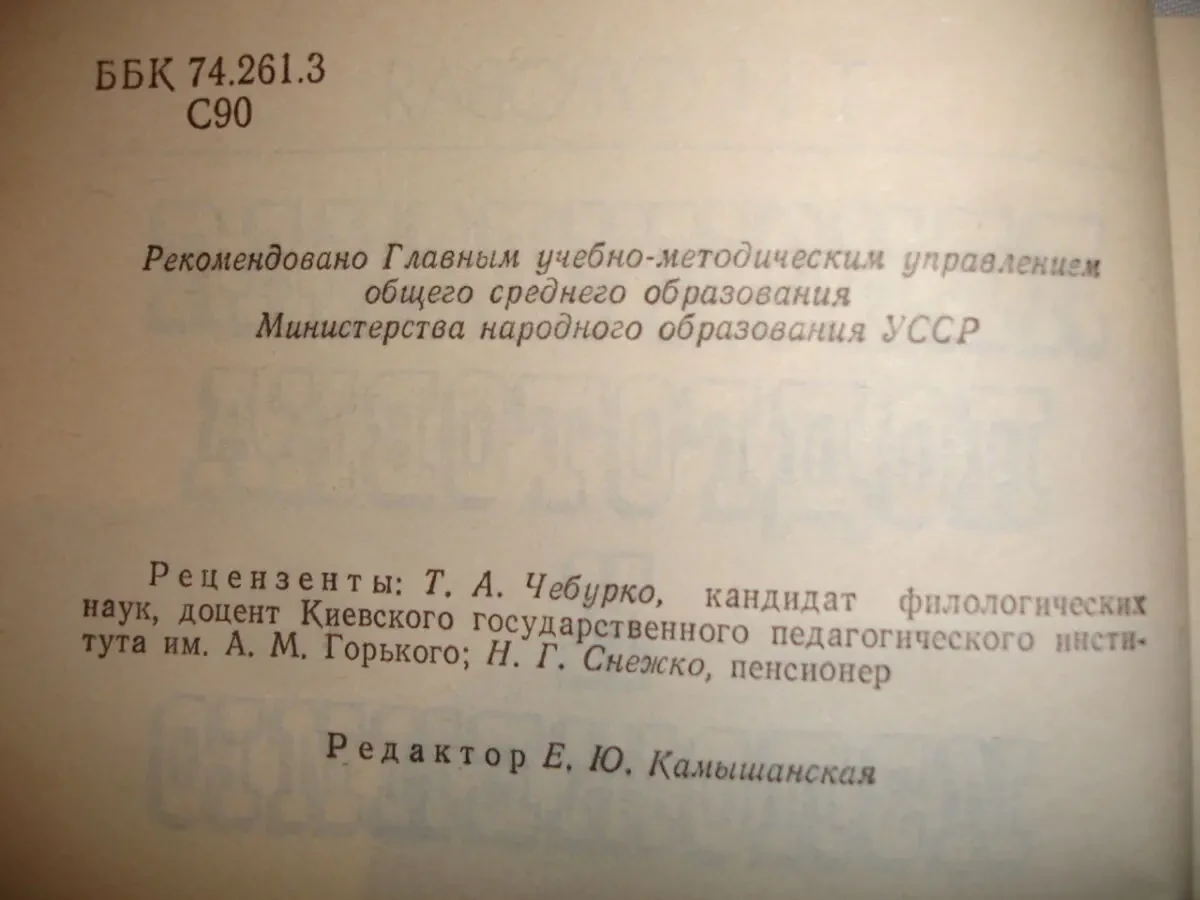 ББК 74.261.3
С90
Рекомендовано Главным учебно-методическим управлением
общего среднего образования
Министерства народного образования УССР
Рецензенты: Т. А. Чебурко, кандидат филологических
наук, доцент Киевского государственного педагогического инсти-
тута им. А. М. Горького; Н. Г. Снежко, пенсионер
Редактор Е. Ю. Камышанская